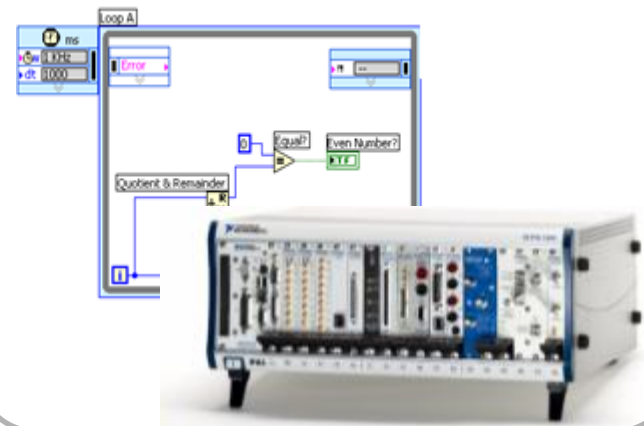 Loop A
ms
1 KHz
dt 1000
Error
--
0
Equal?
Even Number?
TF
Quotient & Remainder
R
i